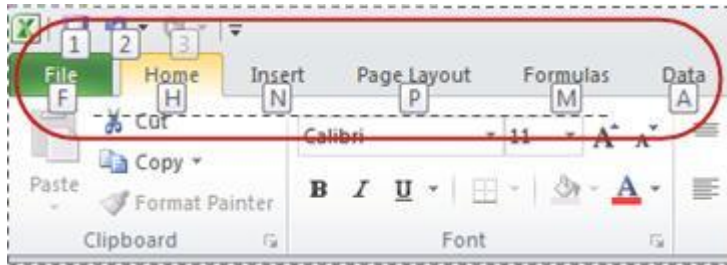 1 2 3
File Home Insert Page Layout Formulas Data
F H N P M A
Cut
Calibri 11 A A
Copy
Paste
B I U A
Format Painter
Clipboard Font